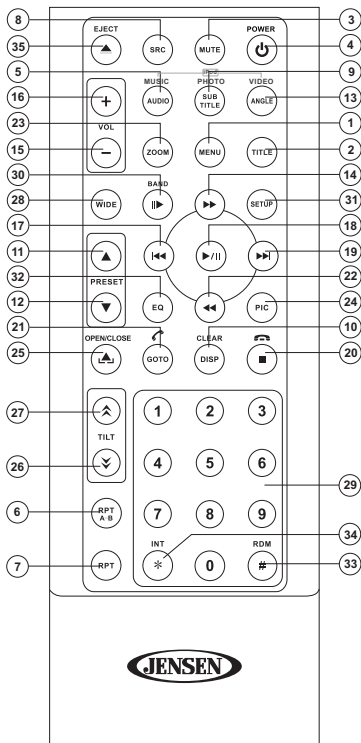 8 3
EJECT POWER
35 SRC MUTE 4
5 9
MUSIC iPod PHOTO VIDEO
16 + AUDIO SUB TITLE ANGLE 13
VOL
23 1
15 − ZOOM MENU TITLE 2
30 BAND 14
28 WIDE SETUP 31
17 18
11 19
PRESET
32 22
12 EQ PIC 24
21 10
OPEN/CLOSE CLEAR
25 GOTO DISP 20
27 1 2 3
TILT
26 4 5 6
29
6 RPT A-B 7 8 9
34
INT RDM
7 RPT * 0 # 33
JENSEN